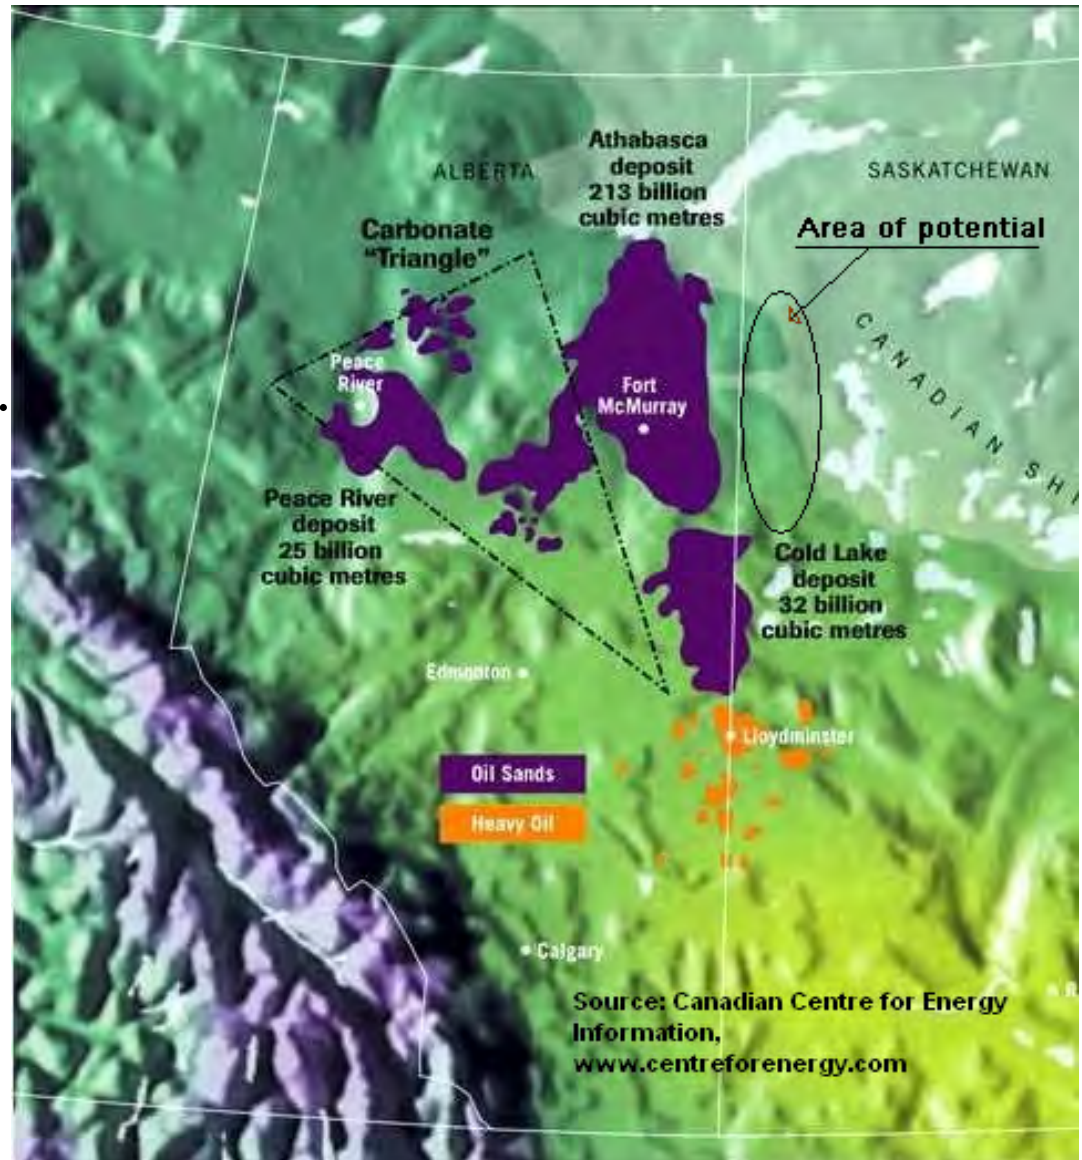 Athabasca
deposit
213 billion
cubic metres
ALBERTA
SASKATCHEWAN
Carbonate
"Triangle"
Area of potential
CANADIAN SHI
Peace
River
Fort
McMurray
Peace River
deposit
25 billion
cubic metres
Cold Lake
deposit
32 billion
cubic metres
Edmonton
Lloydminster
Oil Sands
Heavy Oil
Calgary
Source: Canadian Centre for Energy
Information,
www.centreforenergy.com
R